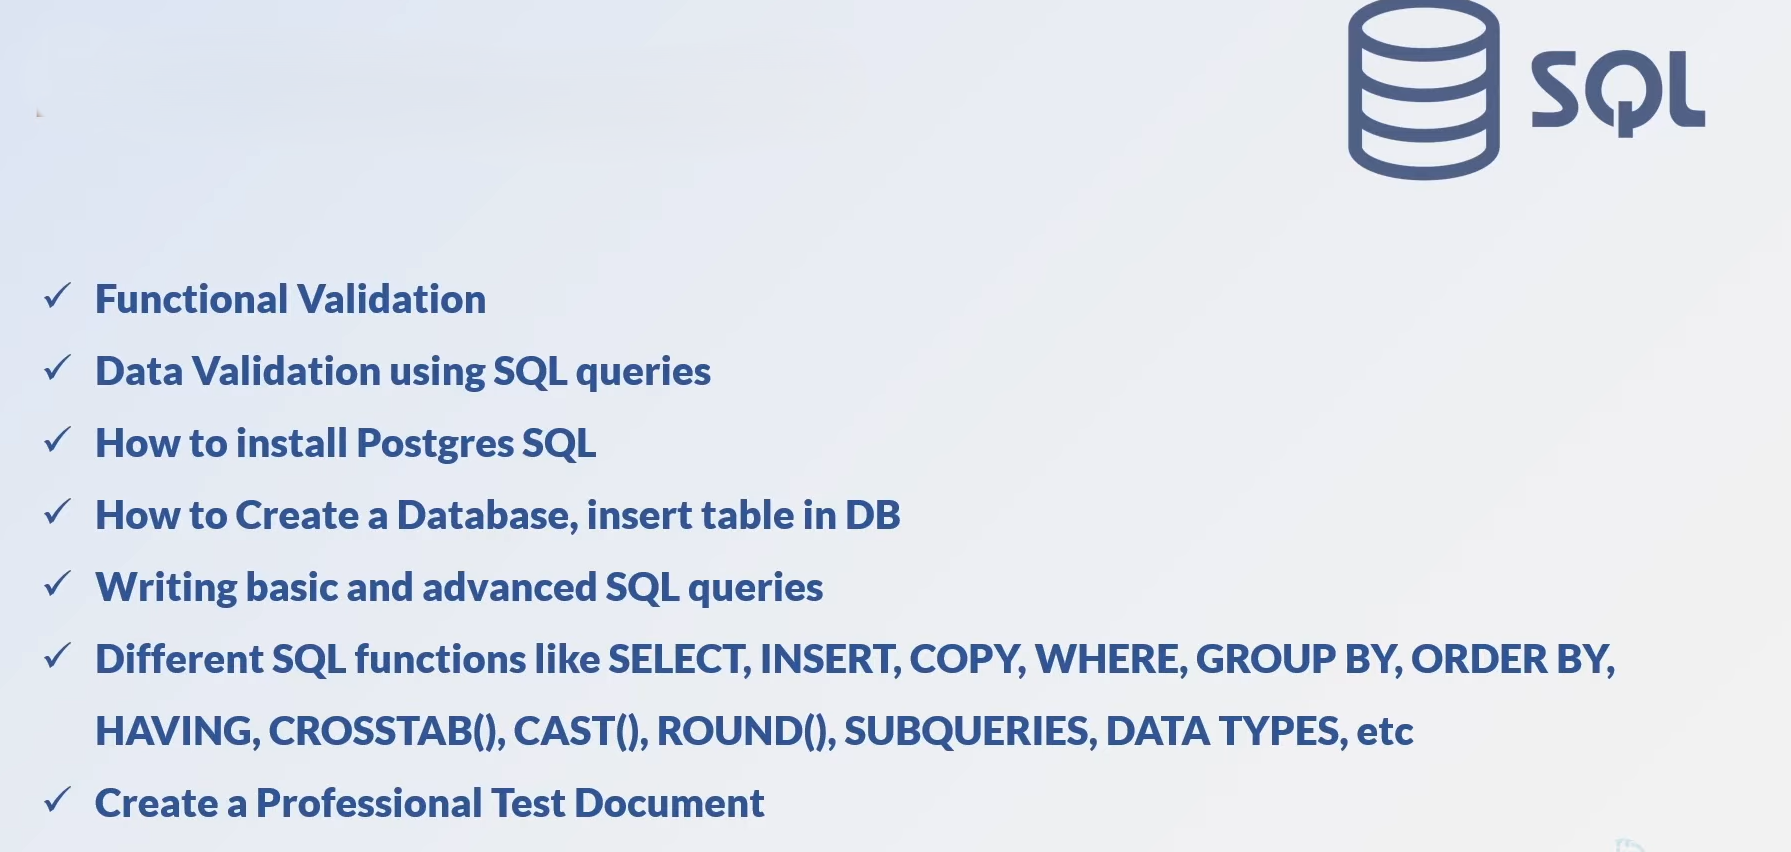 SQL
✓ Functional Validation
✓ Data Validation using SQL queries
✓ How to install Postgres SQL
✓ How to Create a Database, insert table in DB
✓ Writing basic and advanced SQL queries
✓ Different SQL functions like SELECT, INSERT, COPY, WHERE, GROUP BY, ORDER BY,
HAVING, CROSSTAB(), CAST(), ROUND(), SUBQUERIES, DATA TYPES, etc
✓ Create a Professional Test Document